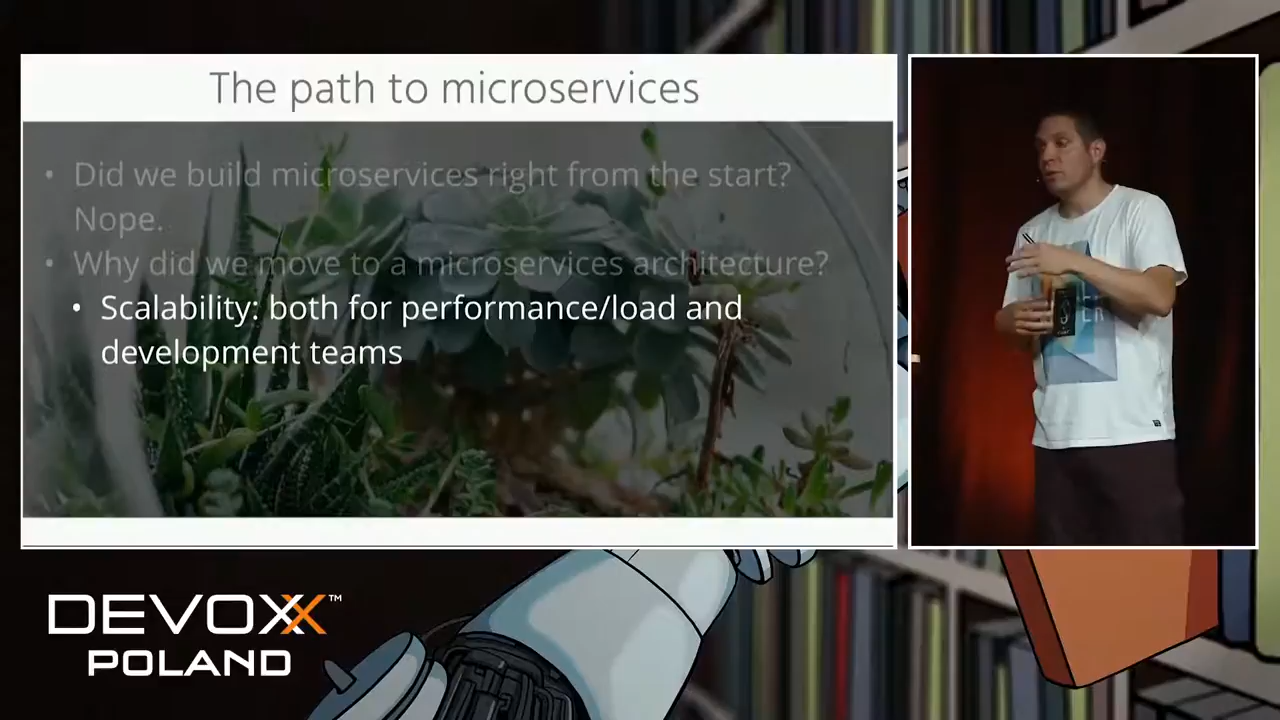 The path to microservices
• Did we build microservices right from the start?
Nope.
• Why did we move to a microservices architecture?
• Scalability: both for performance/load and
development teams
DEVOXX™
POLAND